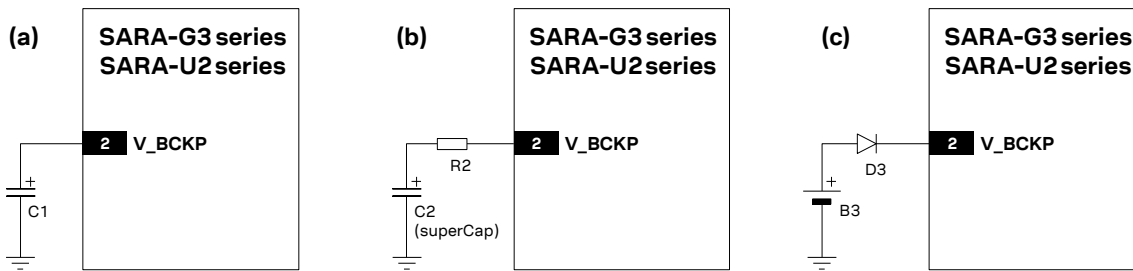 (a)
SARA-G3 series
SARA-U2 series
2 V_BCKP
+
C1
(b)
SARA-G3 series
SARA-U2 series
R2
2 V_BCKP
+
C2
(superCap)
(c)
SARA-G3 series
SARA-U2 series
D3
2 V_BCKP
+
B3